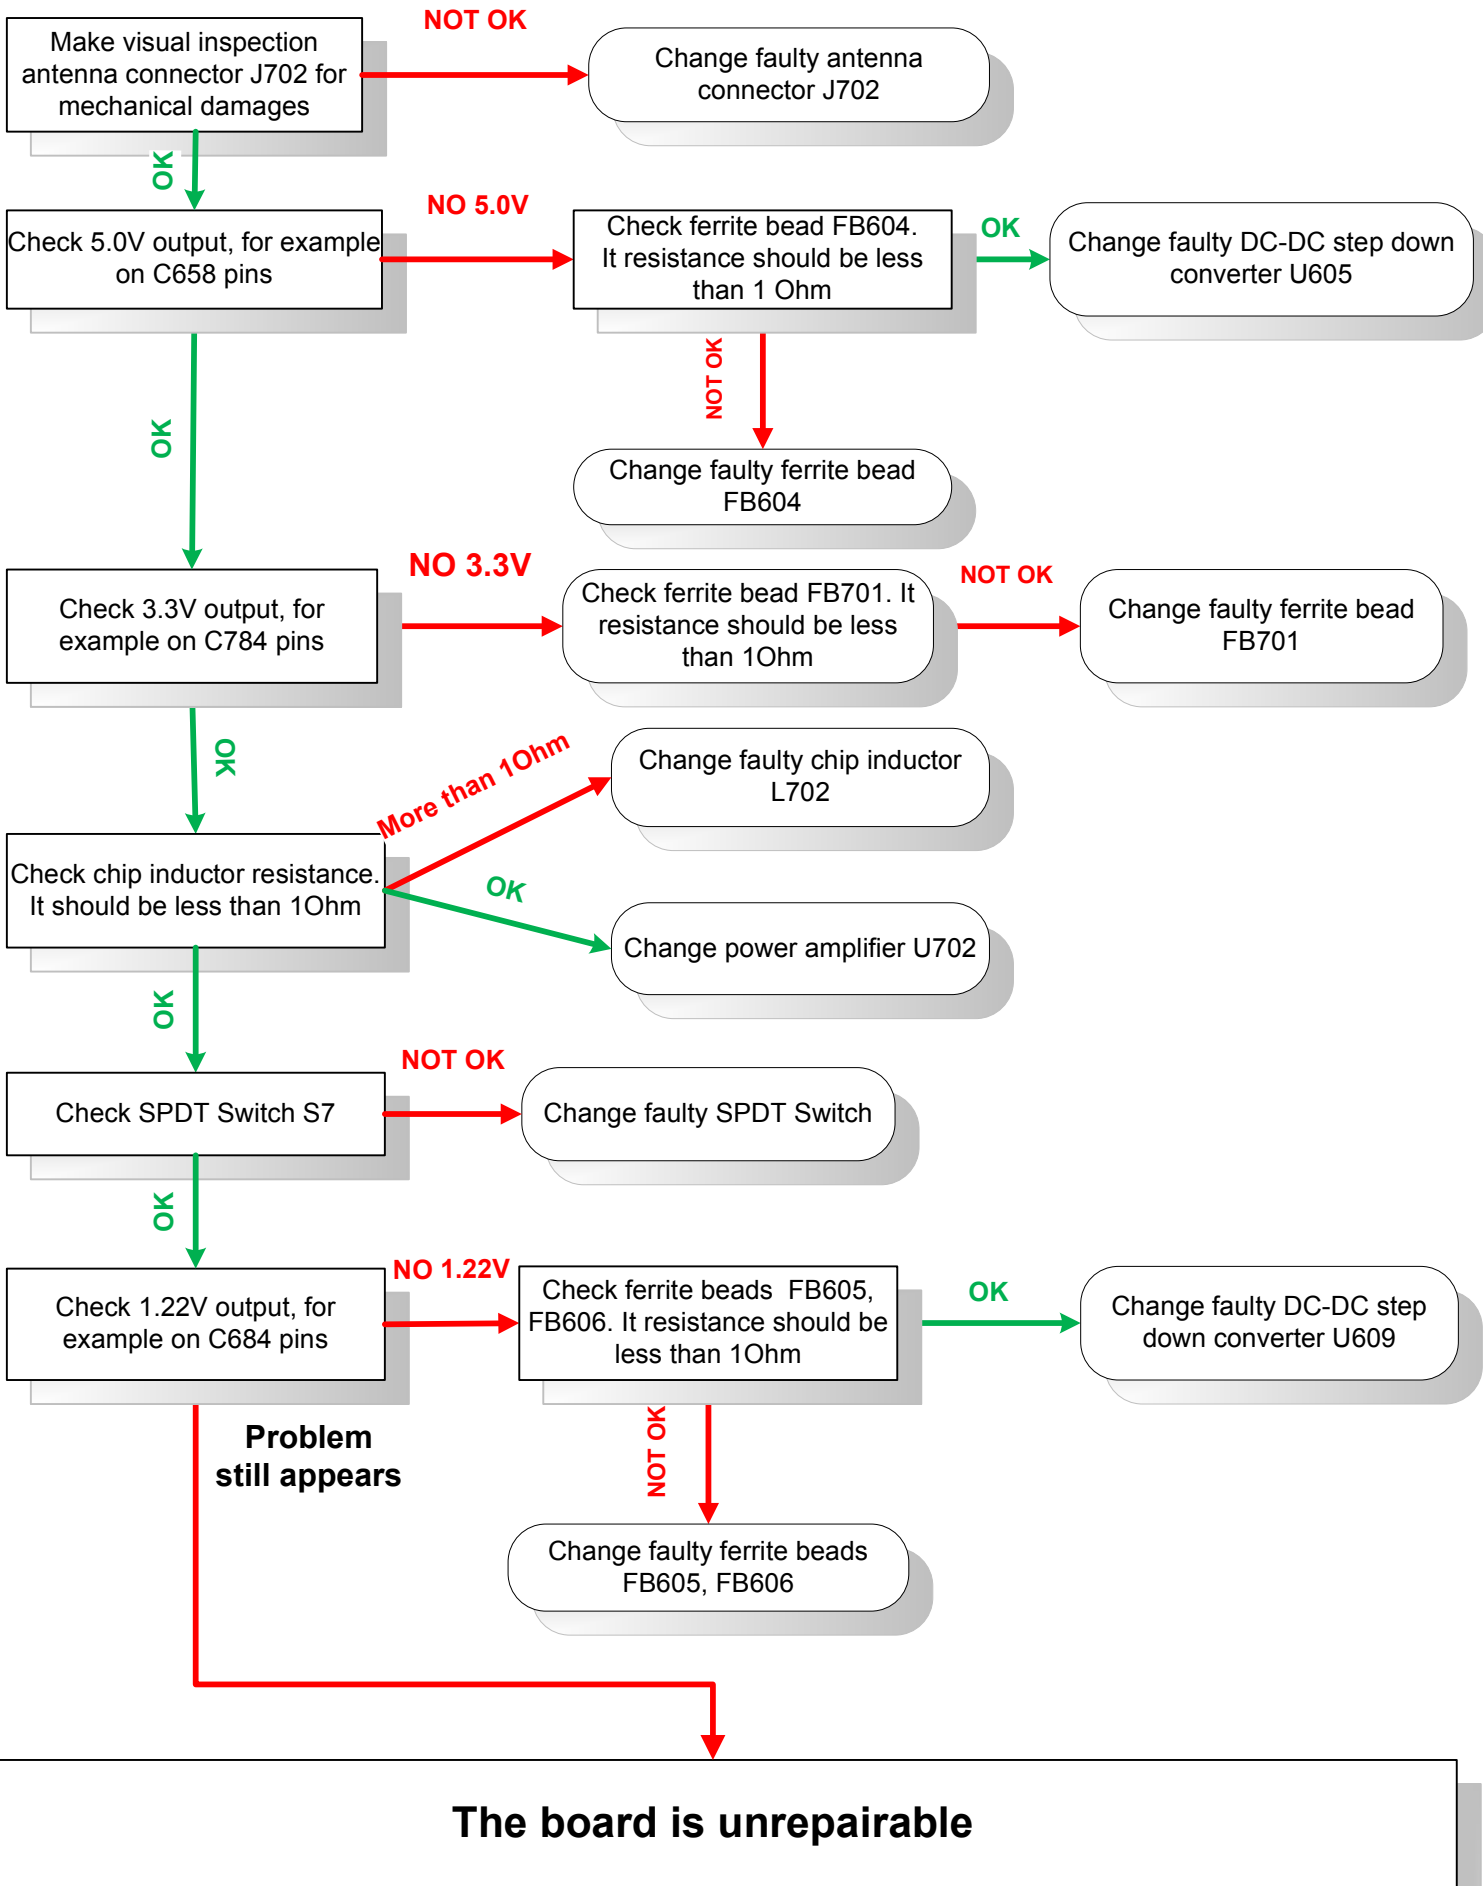 NOT OK
Make visual inspection
antenna connector J702 for
mechanical damages
Change faulty antenna
connector J702
OK
NO 5.0V
Check 5.0V output, for example
on C658 pins
Check ferrite bead FB604.
It resistance should be less
than 1 Ohm
OK
Change faulty DC-DC step down
converter U605
NOT OK
OK
Change faulty ferrite bead
FB604
NO 3.3V
Check 3.3V output, for
example on C784 pins
Check ferrite bead FB701. It
resistance should be less
than 1Ohm
NOT OK
Change faulty ferrite bead
FB701
OK
More than 1Ohm
Change faulty chip inductor
L702
Check chip inductor resistance.
It should be less than 1Ohm
OK
Change power amplifier U702
OK
NOT OK
Check SPDT Switch S7
Change faulty SPDT Switch
OK
NO 1.22V
Check 1.22V output, for
example on C684 pins
Check ferrite beads  FB605,
FB606. It resistance should be
less than 1Ohm
OK
Change faulty DC-DC step
down converter U609
Problem
still appears
NOT OK
Change faulty ferrite beads
FB605, FB606
The board is unrepairable